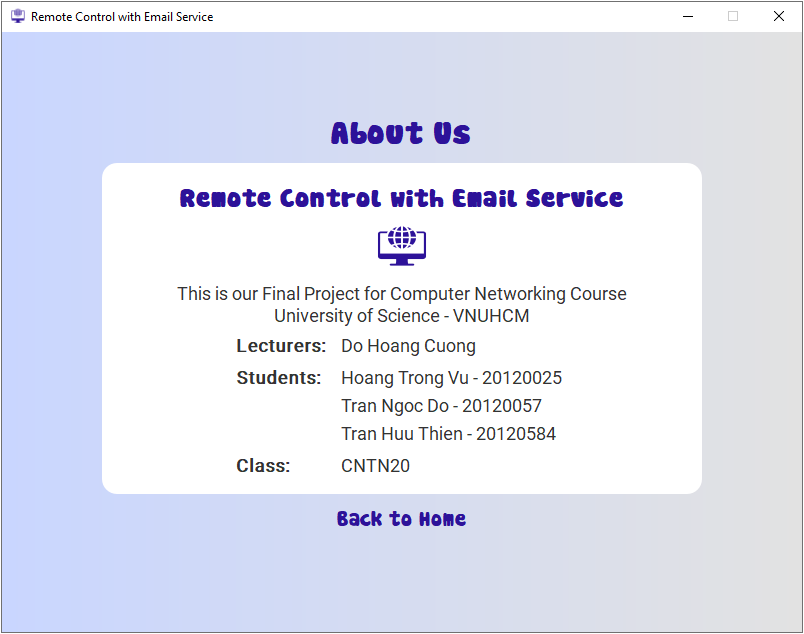 Remote Control with Email Service
About Us
Remote Control with Email Service
This is our Final Project for Computer Networking Course
University of Science - VNUHCM
Lecturers: Do Hoang Cuong
Students: Hoang Trong Vu - 20120025
Tran Ngoc Do - 20120057
Tran Huu Thien - 20120584
Class: CNTN20
Back to Home